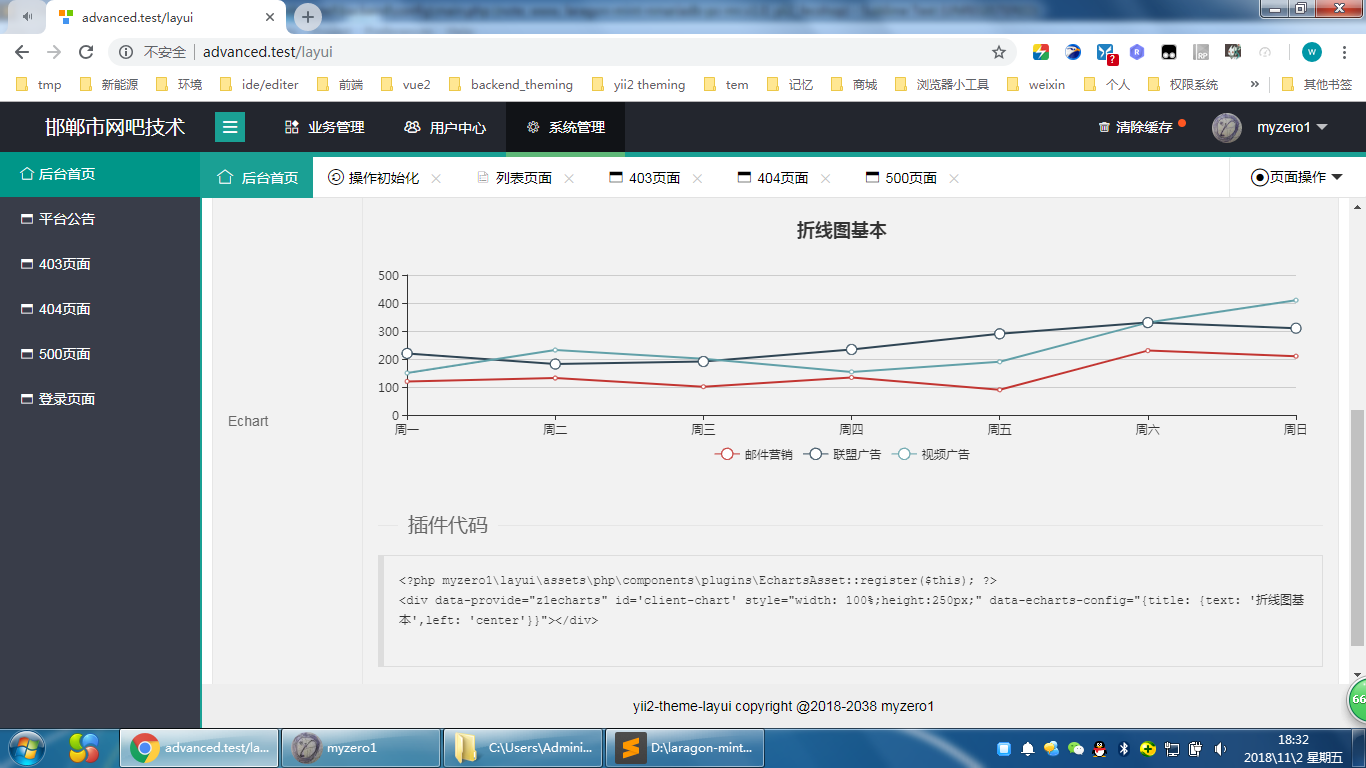 advanced.test/layui
不安全 advanced.test/layui
tmp 新能源 环境 ide/editer 前端 vue2 backend_theming yii2 theming tem 记忆 商城 浏览器小工具 weixin 个人 权限系统 » 其他书签
邯郸市网吧技术 业务管理 用户中心 系统管理 清除缓存 myzero1
后台首页
平台公告
403页面
404页面
500页面
登录页面
后台首页 操作初始化 列表页面 403页面 404页面 500页面 页面操作
Echart
折线图基本
500
400
300
200
100
0
周一 周二 周三 周四 周五 周六 周日
邮件营销 联盟广告 视频广告
插件代码
<?php myzero1\layui\assets\php\components\plugins\EchartsAsset::register($this); ?>
<div data-provide="z1echarts" id='client-chart' style="width: 100%;height:250px;" data-echarts-config="{title: {text: '折线图基
本',left: 'center'}}"></div>
66
yii2-theme-layui copyright @2018-2038 myzero1
advanced.test/la... myzero1 C:\Users\Admini... D:\laragon-mint...
18:32
2018\11\2 星期五